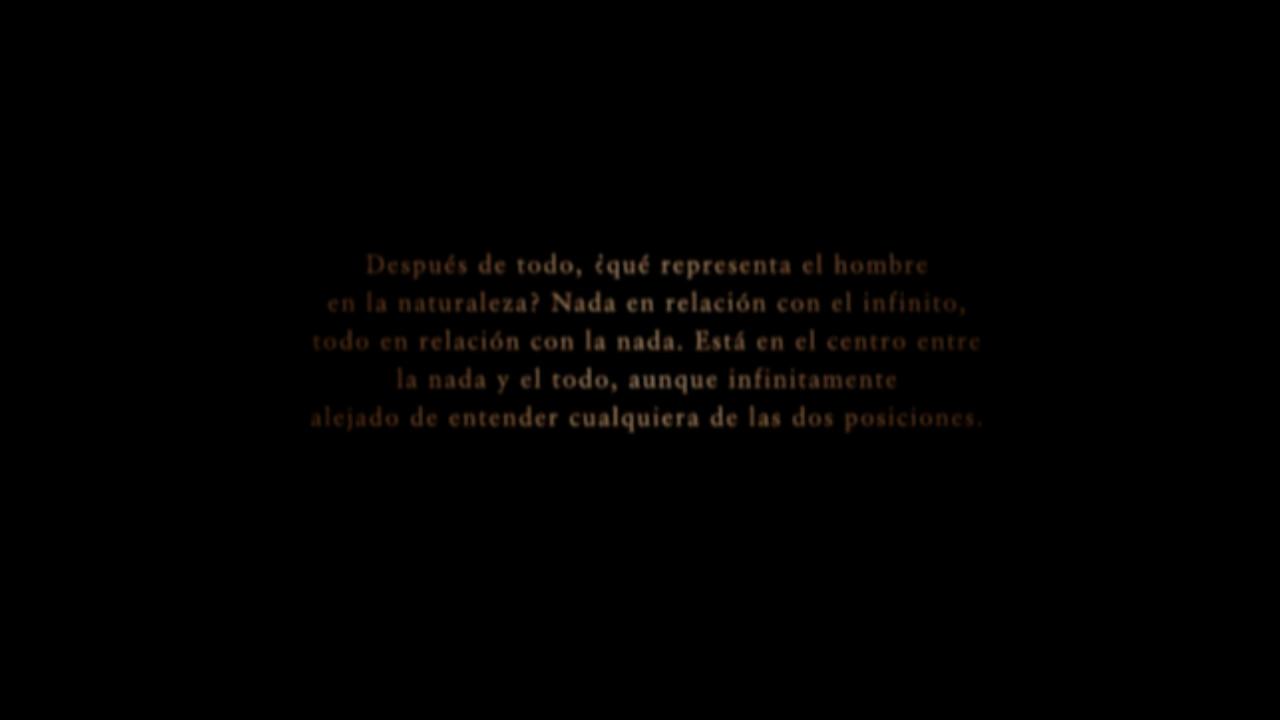 Después de todo, ¿qué representa el hombre
en la naturaleza? Nada en relación con el infinito,
todo en relación con la nada. Está en el centro entre
la nada y el todo, aunque infinitamente
alejado de entender cualquiera de las dos posiciones.